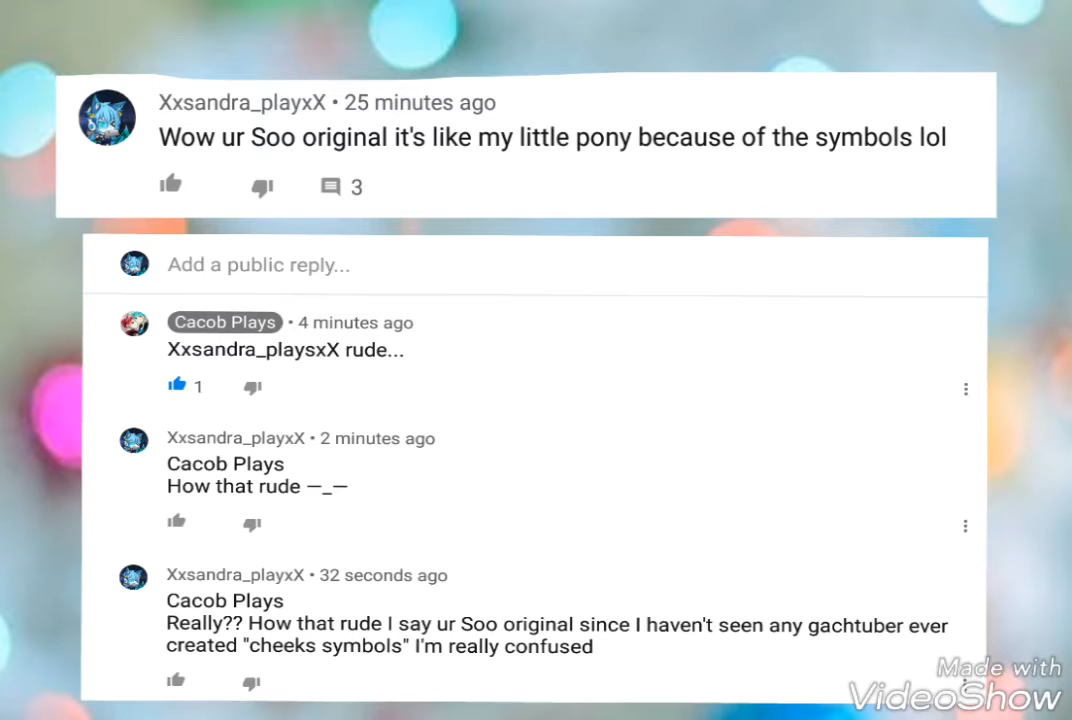 Xxsandra_playxX • 25 minutes ago
Wow ur Soo original it's like my little pony because of the symbols lol
3
Add a public reply...
Cacob Plays • 4 minutes ago
Xxsandra_playsxX rude...
1
Xxsandra_playxX • 2 minutes ago
Cacob Plays
How that rude —_—
Xxsandra_playxX • 32 seconds ago
Cacob Plays
Really?? How that rude I say ur Soo original since I haven't seen any gachtuber ever
created "cheeks symbols" I'm really confused
Made with
VideoShow